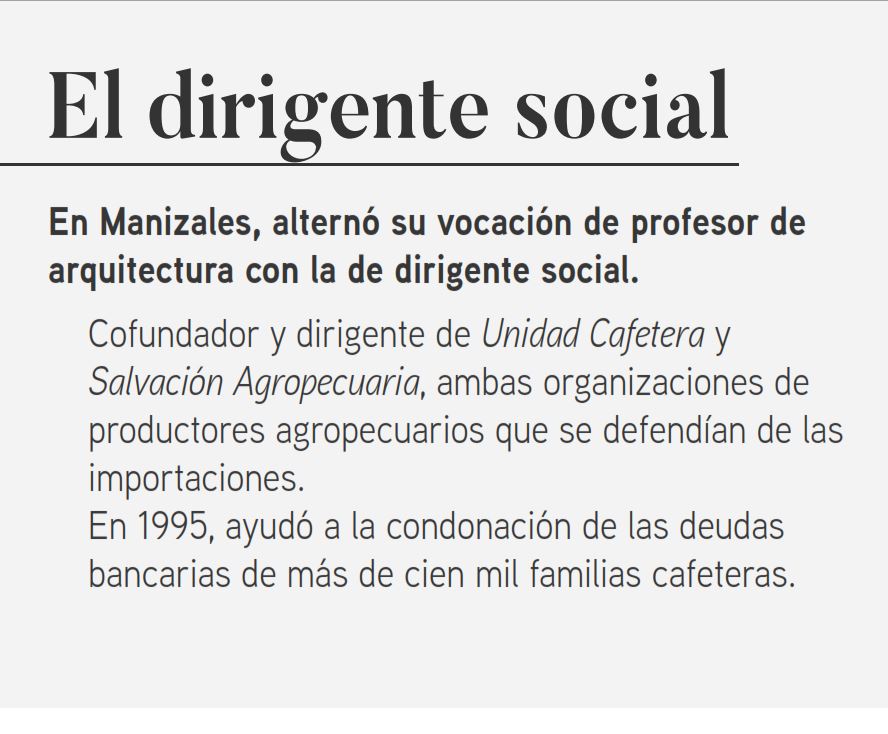 El dirigente social
En Manizales, alternó su vocación de profesor de
arquitectura con la de dirigente social.
Cofundador y dirigente de Unidad Cafetera y
Salvación Agropecuaria, ambas organizaciones de
productores agropecuarios que se defendían de las
importaciones.
En 1995, ayudó a la condonación de las deudas
bancarias de más de cien mil familias cafeteras.